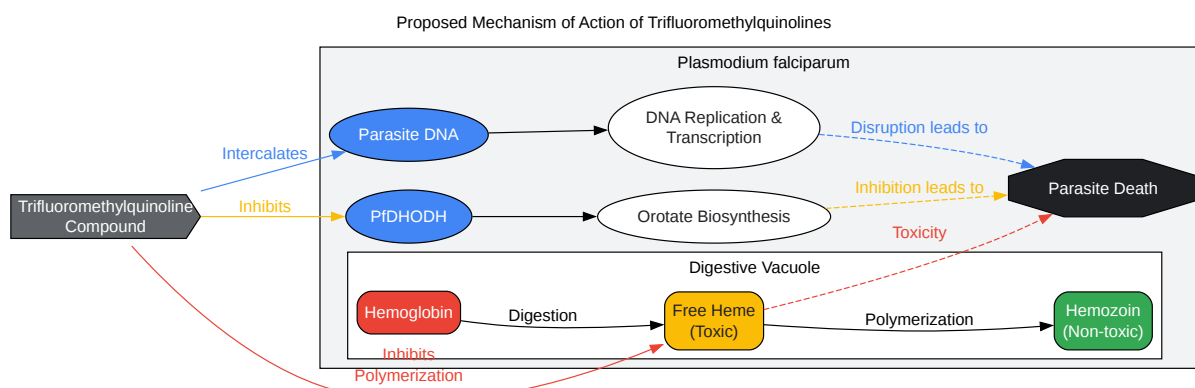 Proposed Mechanism of Action of Trifluoromethylquinolines
Plasmodium falciparum
Parasite DNA
DNA Replication &
Transcription
Disruption leads to
Intercalates
Inhibition leads to
Parasite Death
Trifluoromethylquinoline
Compound
Inhibits
PfDHODH
Orotate Biosynthesis
Toxicity
Digestive Vacuole
Hemoglobin
Digestion
Free Heme
(Toxic)
Polymerization
Hemozoin
(Non-toxic)
Inhibits
Polymerization